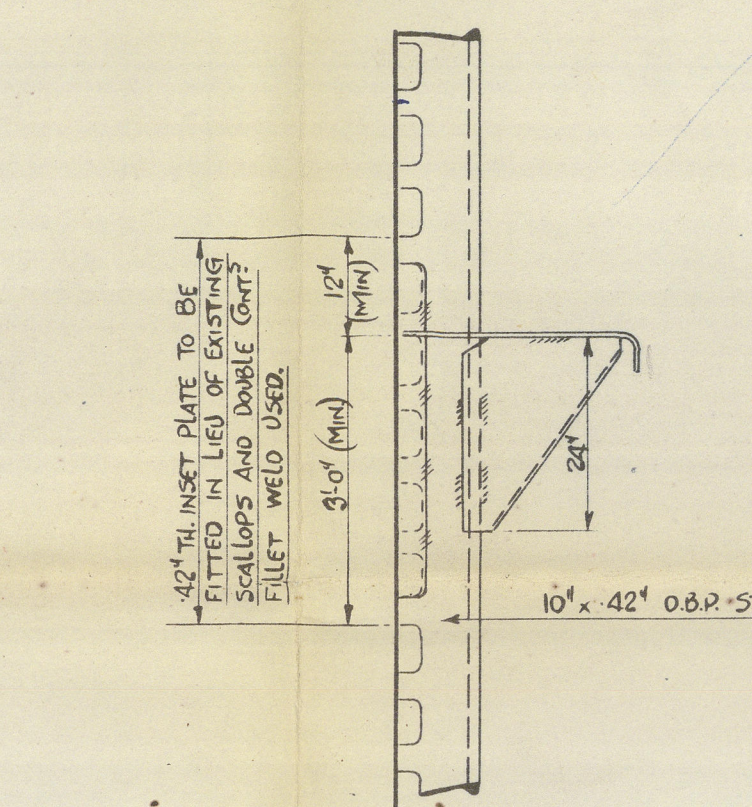 .42" TH. INSET PLATE TO BE
FITTED IN LIEU OF EXISTING
SCALLOPS AND DOUBLE CONTS
FILLET WELD USED.
12"
(MIN)
3'-0" (MIN)
24"
10" x .42" O.B.P.